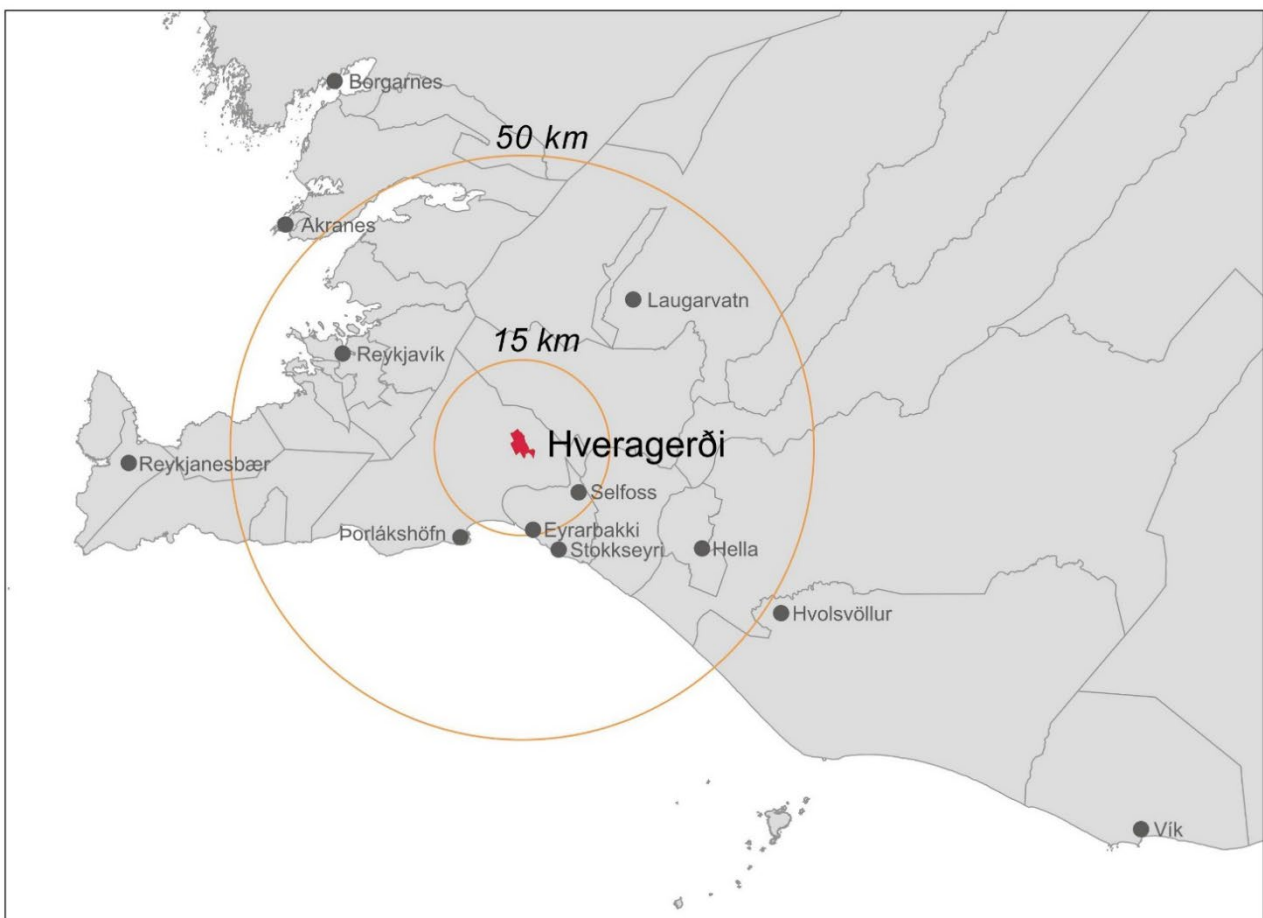 Borgarnes
50 km
Akranes
Laugarvatn
15 km
Reykjavík
Hveragerði
Reykjanesbær
Selfoss
Eyrarbakki
Þorlákshöfn
Stokkseyri
Hella
Hvolsvöllur
Vík